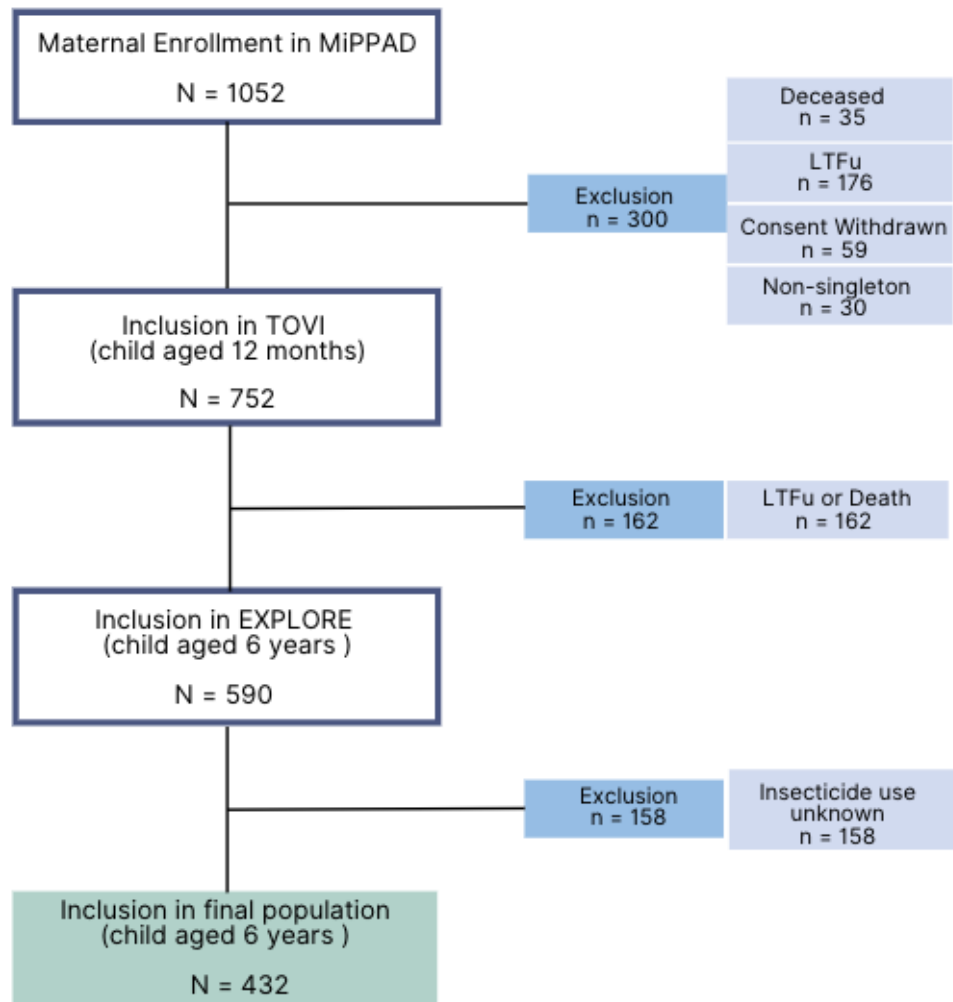 Maternal Enrollment in MiPPAD
N = 1052
Deceased
n = 35
LTFu
n = 176
Exclusion
n = 300
Consent Withdrawn
n = 59
Non-singleton
n = 30
Inclusion in TOVI
(child aged 12 months)
N = 752
Exclusion
n = 162
LTFu or Death
n = 162
Inclusion in EXPLORE
(child aged 6 years )
N = 590
Exclusion
n = 158
Insecticide use
unknown
n = 158
Inclusion in final population
(child aged 6 years )
N = 432